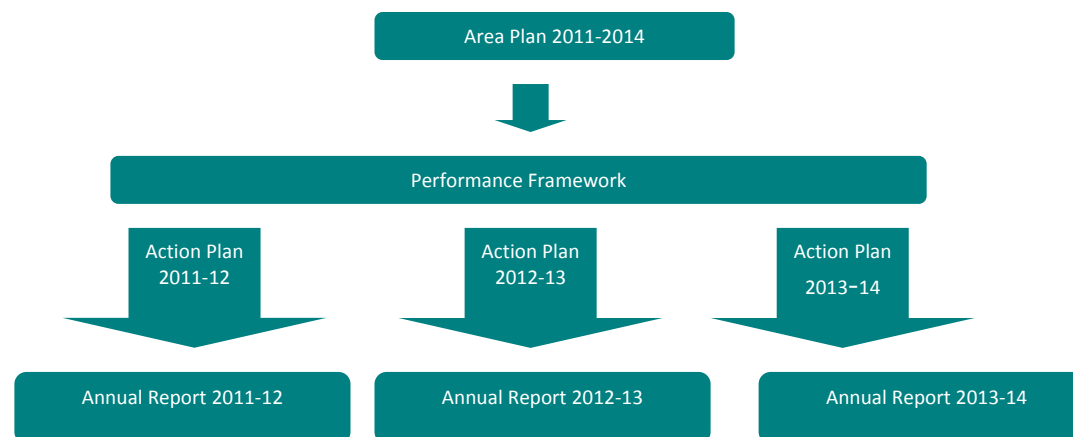 Area Plan 2011-2014
Performance Framework
Action Plan
2011-12
Action Plan
2012-13
Action Plan
2013-14
Annual Report 2011-12
Annual Report 2012-13
Annual Report 2013-14